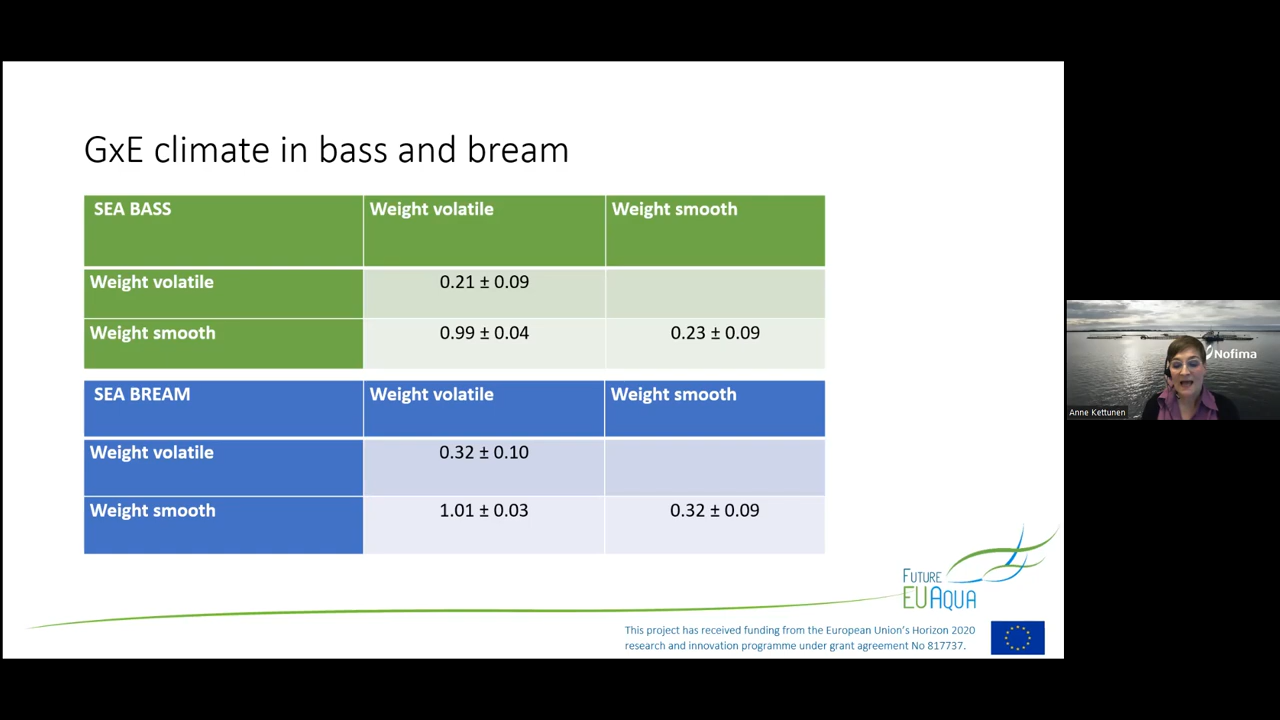 GxE climate in bass and bream
SEA BASS Weight volatile Weight smooth
Weight volatile 0.21 ± 0.09
Weight smooth 0.99 ± 0.04 0.23 ± 0.09
SEA BREAM Weight volatile Weight smooth
Weight volatile 0.32 ± 0.10
Weight smooth 1.01 ± 0.03 0.32 ± 0.09
FUTURE
EUAQUA
This project has received funding from the European Union's Horizon 2020
research and innovation programme under grant agreement No 817737.
Nofima
Anne Kettunen